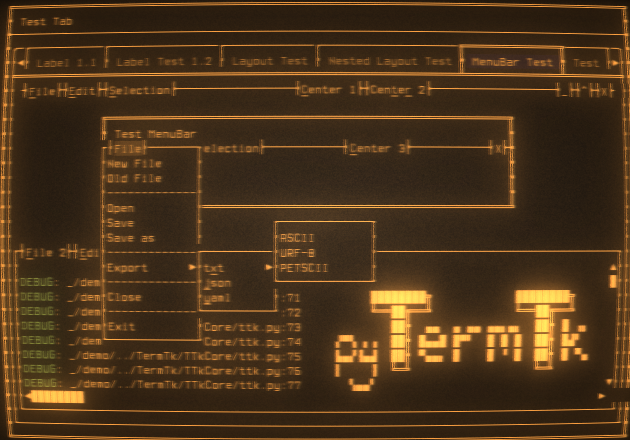 Test Tab
Label 1.1 Label Test 1.2 Layout Test Nested Layout Test MenuBar Test Test
File Edit Selection Center 1 Center 2 _ ^ X
Test MenuBar
File election Center 3 X
New File
Old File
Open
Save
Save as
ASCII
URF-8
PETSCII
File 2 Edi
Export txt
json
yaml
Close
Exit
DEBUG: _/dem :71
DEBUG: _/dem :72
DEBUG: _/dem Core/ttk.py:73
DEBUG: _/dem Core/ttk.py:74
DEBUG: _/demo/../TermTk/TTkCore/ttk.py:75
DEBUG: _/demo/../TermTk/TTkCore/ttk.py:76
DEBUG: _/demo/../TermTk/TTkCore/ttk.py:77
pyTermTk